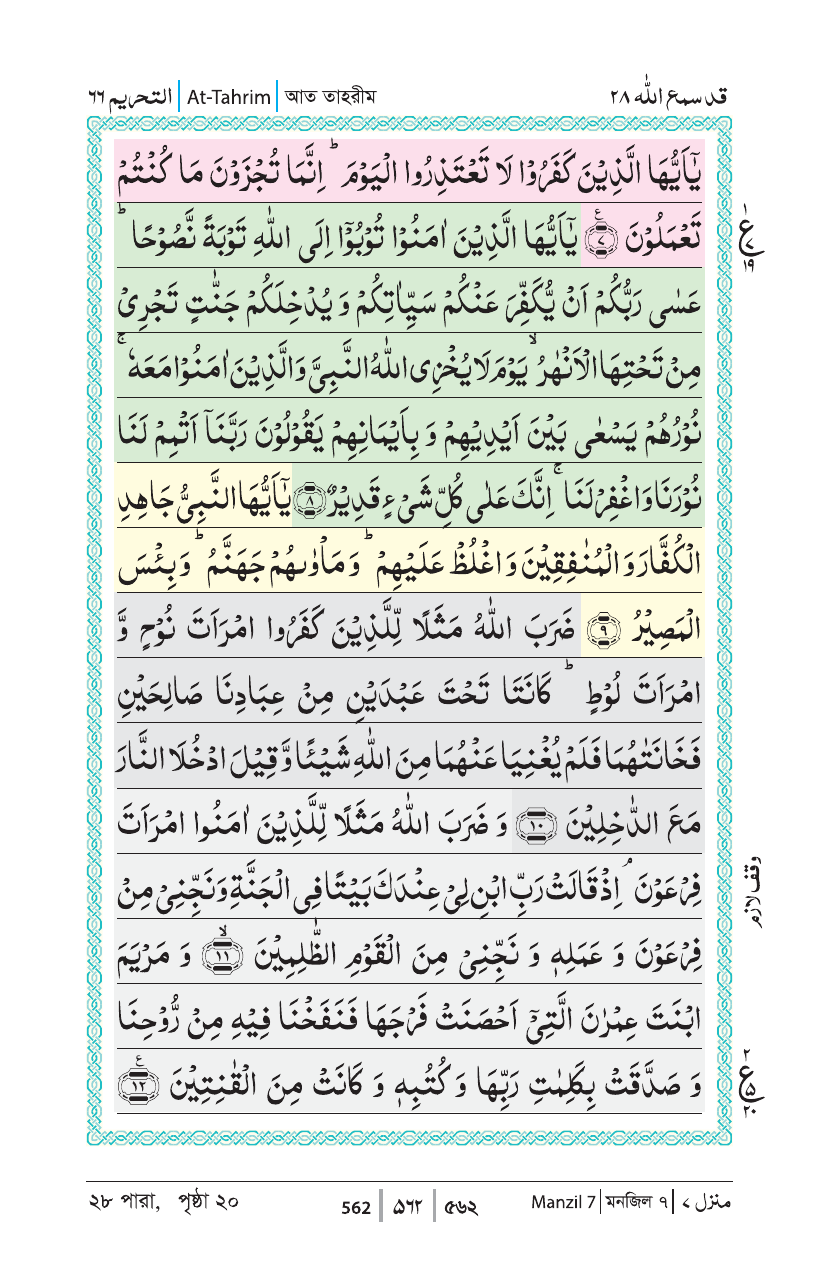 التحريم ٦٦ | At-Tahrim | আত তাহরীম
قد سمع الله ٢٨
يٰۤاَيُّهَا الَّذِيْنَ كَفَرُوْا لَا تَعْتَذِرُوا الْيَوْمَ ؕ اِنَّمَا تُجْزَوْنَ مَا كُنْتُمْ
تَعْمَلُوْنَ ﴿٧﴾ ع يٰۤاَيُّهَا الَّذِيْنَ اٰمَنُوْا تُوْبُوْۤا اِلَى اللّٰهِ تَوْبَةً نَّصُوْحًا ؕ
ع ٧ ١٩
عَسٰى رَبُّكُمْ اَنْ يُّكَفِّرَ عَنْكُمْ سَيِّاٰتِكُمْ وَ يُدْخِلَكُمْ جَنّٰتٍ تَجْرِيْ
مِنْ تَحْتِهَا الْاَنْهٰرُ ۙ يَوْمَ لَا يُخْزِى اللّٰهُ النَّبِيَّ وَ الَّذِيْنَ اٰمَنُوْا مَعَهٗ ۚ
نُوْرُهُمْ يَسْعٰى بَيْنَ اَيْدِيْهِمْ وَ بِاَيْمَانِهِمْ يَقُوْلُوْنَ رَبَّنَاۤ اَتْمِمْ لَنَا
نُوْرَنَا وَ اغْفِرْ لَنَا ۚ اِنَّكَ عَلٰى كُلِّ شَيْءٍ قَدِيْرٌ ﴿٨﴾ يٰۤاَيُّهَا النَّبِيُّ جَاهِدِ
الْكُفَّارَ وَ الْمُنٰفِقِيْنَ وَ اغْلُظْ عَلَيْهِمْ ؕ وَ مَاْوٰىهُمْ جَهَنَّمُ ؕ وَ بِئْسَ
الْمَصِيْرُ ﴿٩﴾ ضَرَبَ اللّٰهُ مَثَلًا لِّلَّذِيْنَ كَفَرُوا امْرَاَتَ نُوْحٍ وَّ
امْرَاَتَ لُوْطٍ ؕ كَانَتَا تَحْتَ عَبْدَيْنِ مِنْ عِبَادِنَا صَالِحَيْنِ
فَخَانَتٰهُمَا فَلَمْ يُغْنِيَا عَنْهُمَا مِنَ اللّٰهِ شَيْـًٔا وَّ قِيْلَ ادْخُلَا النَّارَ
مَعَ الدّٰخِلِيْنَ ﴿١٠﴾ وَ ضَرَبَ اللّٰهُ مَثَلًا لِّلَّذِيْنَ اٰمَنُوا امْرَاَتَ
فِرْعَوْنَ ۘ اِذْ قَالَتْ رَبِّ ابْنِ لِيْ عِنْدَكَ بَيْتًا فِي الْجَنَّةِ وَ نَجِّنِيْ مِنْ
وقف لازم
فِرْعَوْنَ وَ عَمَلِهٖ وَ نَجِّنِيْ مِنَ الْقَوْمِ الظّٰلِمِيْنَ ﴿١١﴾ ۙ وَ مَرْيَمَ
ابْنَتَ عِمْرٰنَ الَّتِيْۤ اَحْصَنَتْ فَرْجَهَا فَنَفَخْنَا فِيْهِ مِنْ رُّوْحِنَا
وَ صَدَّقَتْ بِكَلِمٰتِ رَبِّهَا وَ كُتُبِهٖ وَ كَانَتْ مِنَ الْقٰنِتِيْنَ ﴿١٢﴾ ع
٢ ع ٥ ٢٠
২৮ পারা, পৃষ্ঠা ২০
562 | ৫৬২ | ۵۶۲
Manzil 7 | মনজিল ৭ | منزل ٧